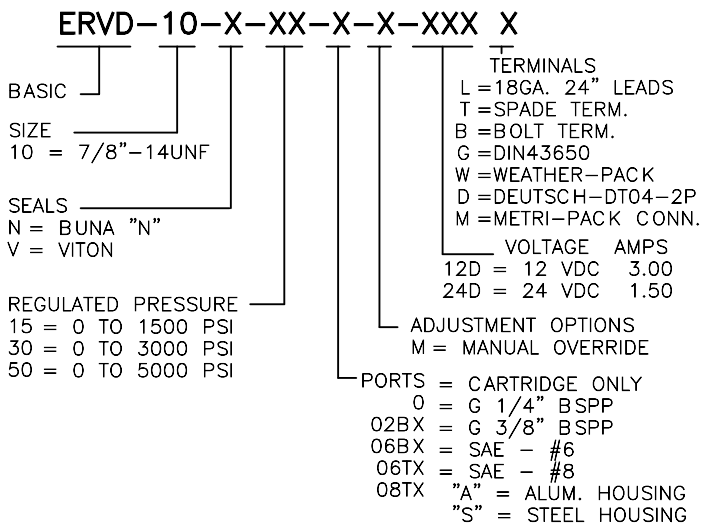 ERVD-10-X-XX-X-X-XXX X
BASIC
SIZE
10 = 7/8"-14UNF
SEALS
N = BUNA "N"
V = VITON
REGULATED PRESSURE
15 = 0 TO 1500 PSI
30 = 0 TO 3000 PSI
50 = 0 TO 5000 PSI
TERMINALS
L =18GA. 24" LEADS
T =SPADE TERM.
B =BOLT TERM.
G =DIN43650
W =WEATHER-PACK
D =DEUTSCH-DT04-2P
M =METRI-PACK CONN.
VOLTAGE AMPS
12D = 12 VDC 3.00
24D = 24 VDC 1.50
ADJUSTMENT OPTIONS
M = MANUAL OVERRIDE
PORTS = CARTRIDGE ONLY
0 = G 1/4" BSPP
02BX = G 3/8" BSPP
06BX = SAE - #6
06TX = SAE - #8
08TX "A" = ALUM. HOUSING
"S" = STEEL HOUSING